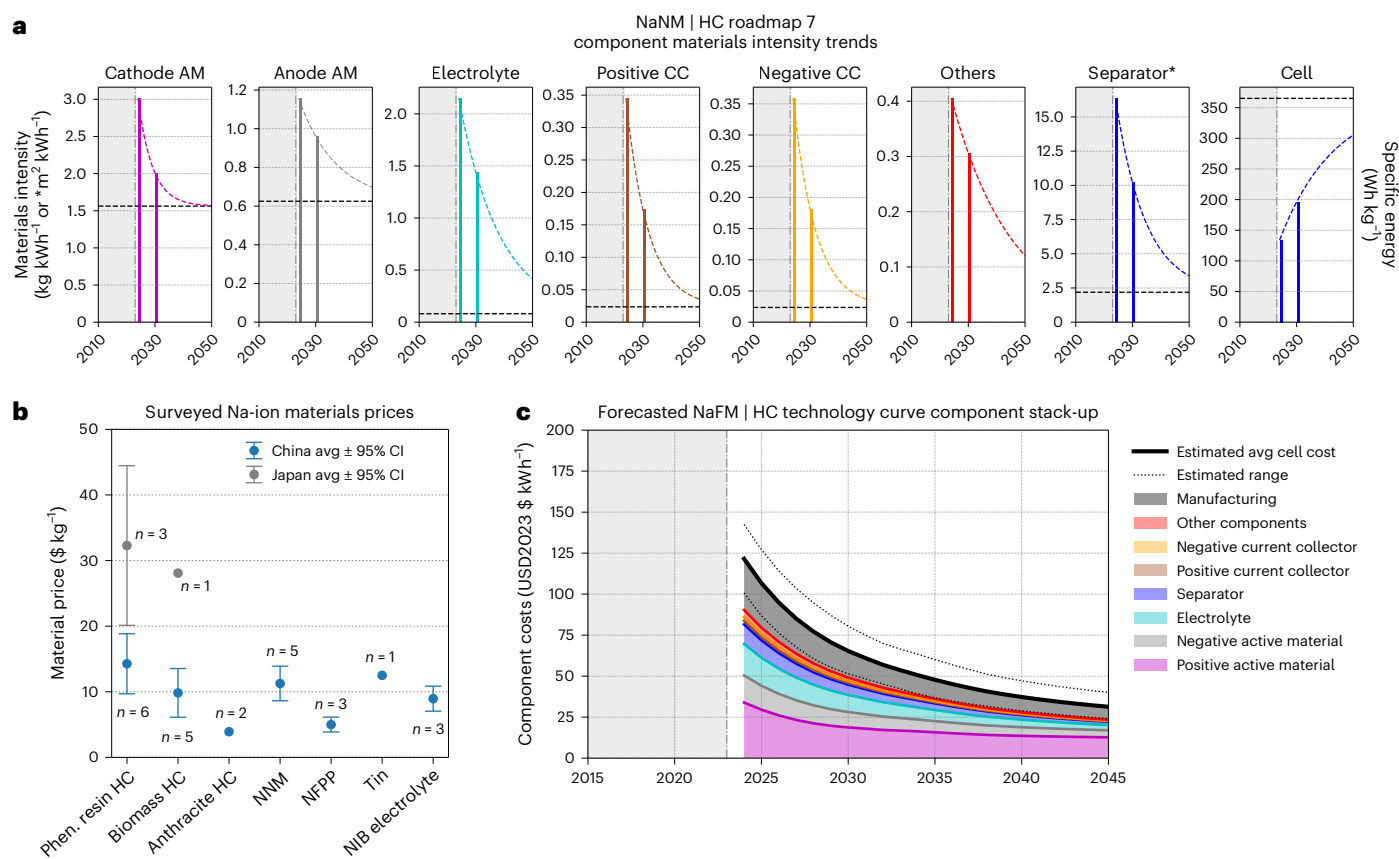 a
NaNM | HC roadmap 7
component materials intensity trends
Cathode AM
Anode AM
Electrolyte
Positive CC
Negative CC
Others
Separator*
Cell
Materials intensity
(kg kWh⁻¹ or *m² kWh⁻¹)
3.0
2.5
2.0
1.5
1.0
0.5
0
2010
2030
2050
1.2
1.0
0.8
0.6
0.4
0.2
0
2010
2030
2050
2.0
1.5
1.0
0.5
0
2010
2030
2050
0.35
0.30
0.25
0.20
0.15
0.10
0.05
0
2010
2030
2050
0.35
0.30
0.25
0.20
0.15
0.10
0.05
0
2010
2030
2050
0.4
0.3
0.2
0.1
0
2010
2030
2050
15.0
12.5
10.0
7.5
5.0
2.5
0
2010
2030
2050
350
300
250
200
150
100
50
0
2010
2030
2050
Specific energy
(Wh kg⁻¹)
b
Surveyed Na-ion materials prices
Material price ($ kg⁻¹)
50
40
30
20
10
0
China avg ± 95% CI
Japan avg ± 95% CI
n = 3
n = 1
n = 6
n = 5
n = 2
n = 5
n = 3
n = 1
n = 3
Phen. resin HC
Biomass HC
Anthracite HC
NNM
NFPP
Tin
NIB electrolyte
c
Forecasted NaFM | HC technology curve component stack-up
Component costs (USD2023 $ kWh⁻¹)
200
175
150
125
100
75
50
25
0
2015
2020
2025
2030
2035
2040
2045
Estimated avg cell cost
Estimated range
Manufacturing
Other components
Negative current collector
Positive current collector
Separator
Electrolyte
Negative active material
Positive active material